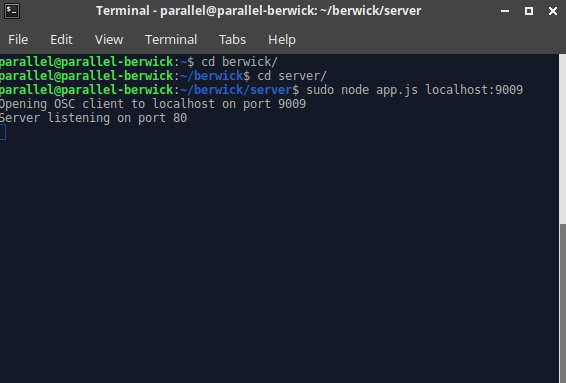 Terminal - parallel@parallel-berwick: ~/berwick/server
File Edit View Terminal Tabs Help
parallel@parallel-berwick:~$ cd berwick/
parallel@parallel-berwick:~/berwick$ cd server/
parallel@parallel-berwick:~/berwick/server$ sudo node app.js localhost:9009
Opening OSC client to localhost on port 9009
Server listening on port 80